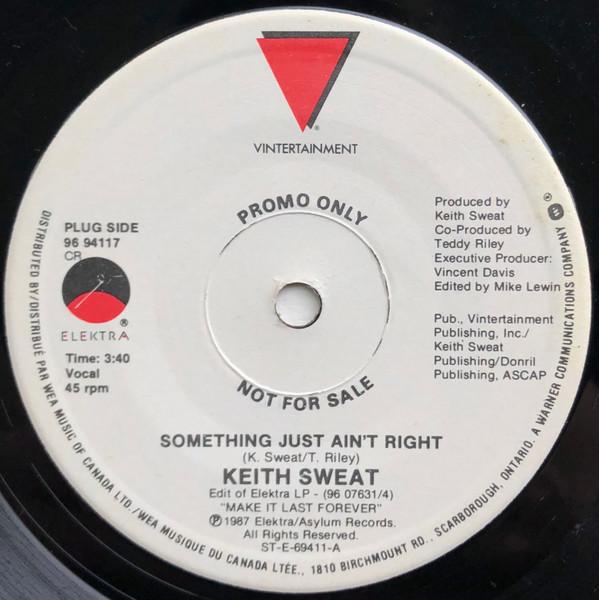 VINTERTAINMENT
PROMO ONLY
PLUG SIDE
96 94117
CR
ELEKTRA®
Time: 3:40
Vocal
45 rpm
Produced by
Keith Sweat
Co-Produced by
Teddy Riley
Executive Producer:
Vincent Davis
Edited by Mike Lewin
Pub., Vintertainment
Publishing, Inc./
Keith Sweat
Publishing/Donril
Publishing, ASCAP
NOT FOR SALE
SOMETHING JUST AIN'T RIGHT
(K. Sweat/T. Riley)
KEITH SWEAT
Edit of Elektra LP - (96 07631/4)
"MAKE IT LAST FOREVER"
℗ 1987 Elektra/Asylum Records.
All Rights Reserved.
ST-E-69411-A
DISTRIBUTED BY/DISTRIBUÉ PAR WEA MUSIC OF CANADA LTD./WEA MUSIQUE DU CANADA LTÉE., 1810 BIRCHMOUNT RD., SCARBOROUGH, ONTARIO. A WARNER COMMUNICATIONS COMPANY